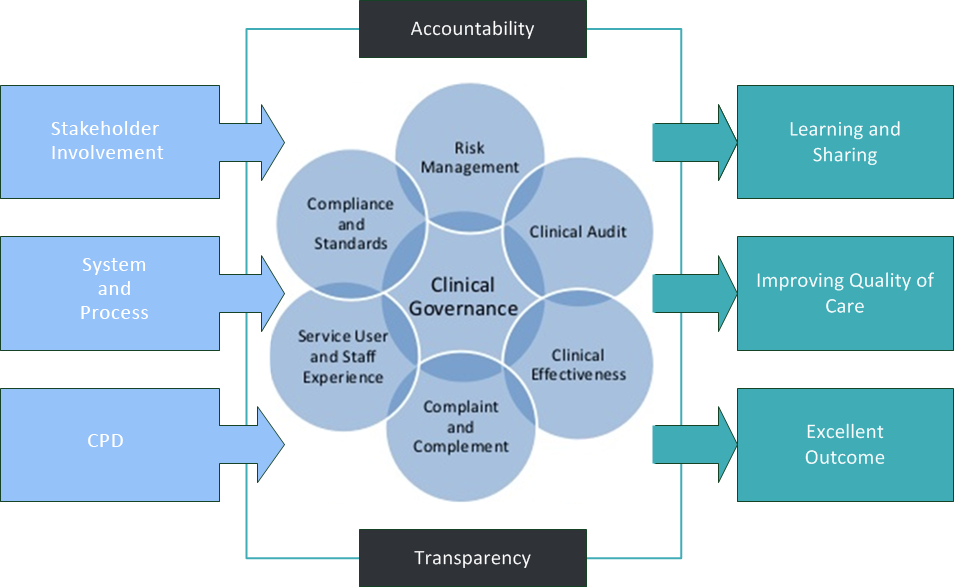 Accountability
Stakeholder
Involvement
System
and
Process
CPD
Risk
Management
Compliance
and
Standards
Clinical Audit
Clinical
Governance
Service User
and Staff
Experience
Clinical
Effectiveness
Complaint
and
Complement
Learning and
Sharing
Improving Quality of
Care
Excellent
Outcome
Transparency